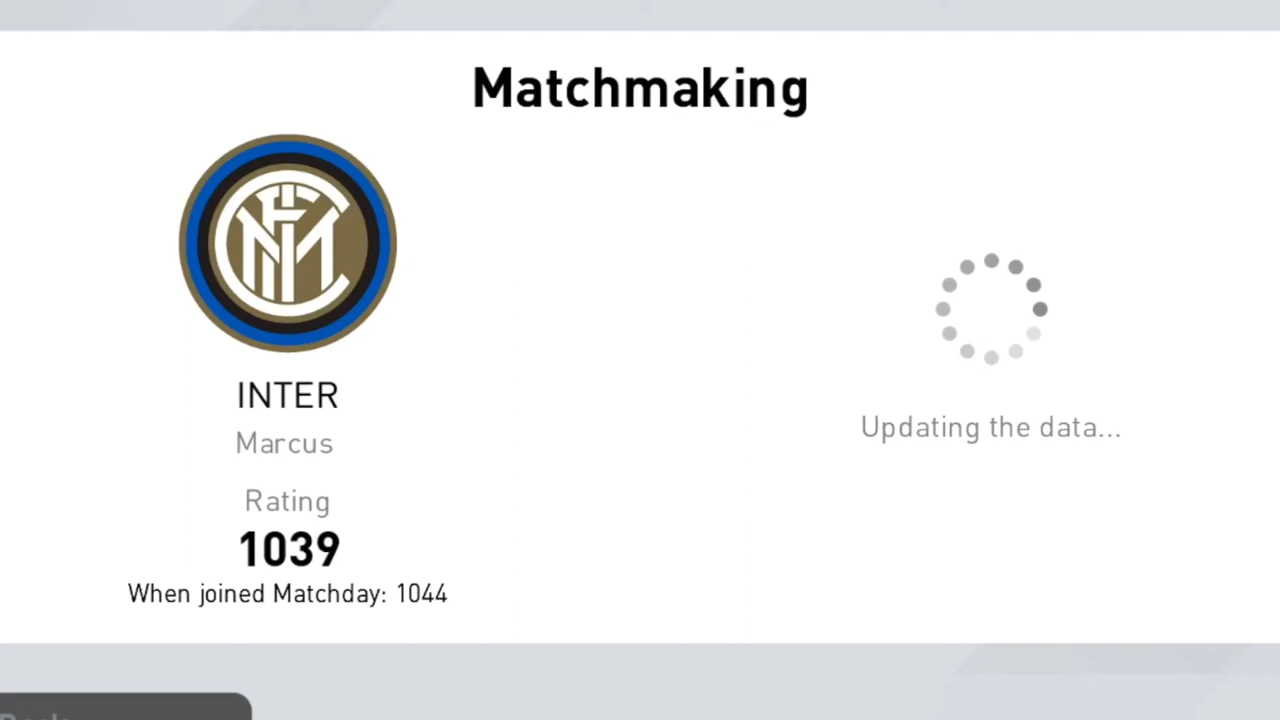 Matchmaking
INTER
Marcus
Rating
1039
When joined Matchday: 1044
Updating the data...